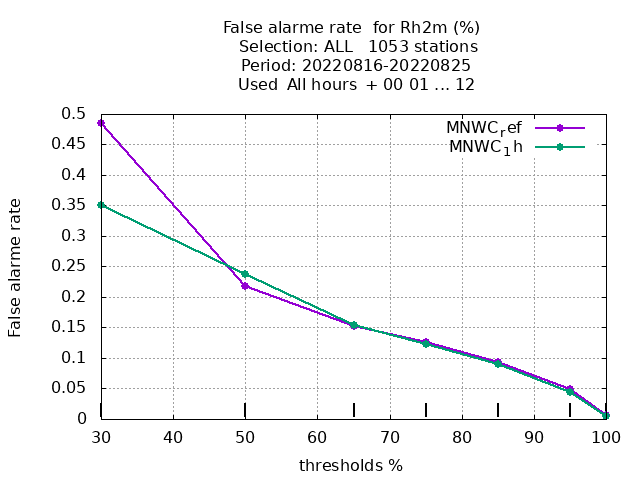 False alarme rate  for Rh2m (%)
Selection: ALL   1053 stations
Period: 20220816-20220825
Used  All hours  + 00 01 ... 12
MNWC_ref
MNWC_1h
0.5
0.45
0.4
0.35
0.3
0.25
0.2
0.15
0.1
0.05
0
False alarme rate
30 40 50 60 70 80 90 100
thresholds %